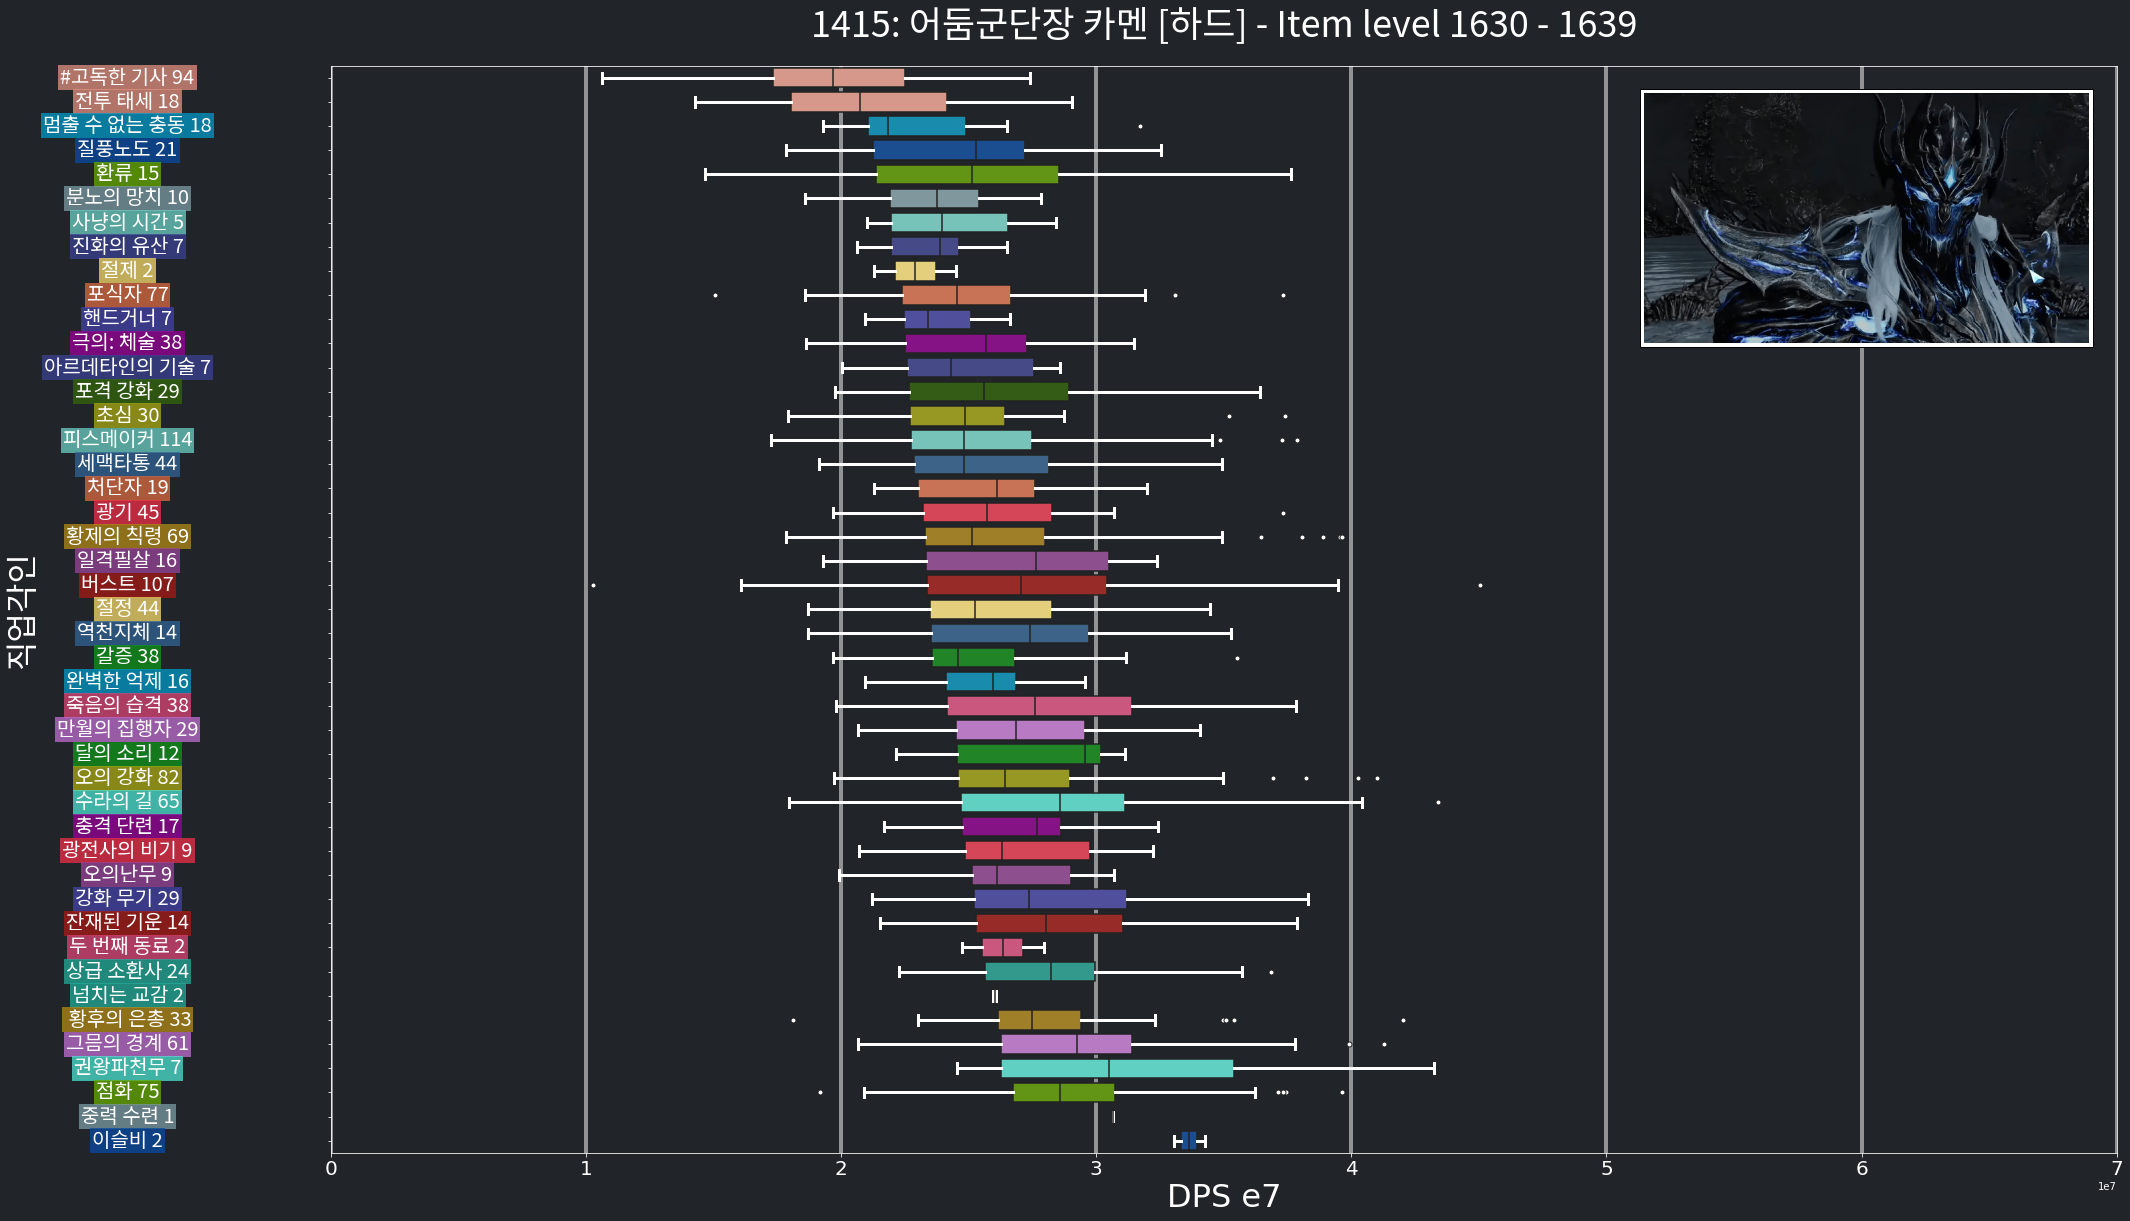 1415: 어둠군단장 카멘 [하드] - Item level 1630 - 1639
#고독한 기사 94
전투 태세 18
멈출 수 없는 충동 18
질풍노도 21
환류 15
분노의 망치 10
사냥의 시간 5
진화의 유산 7
절제 2
포식자 77
핸드거너 7
극의: 체술 38
아르데타인의 기술 7
포격 강화 29
초심 30
피스메이커 114
세맥타통 44
처단자 19
광기 45
황제의 칙령 69
일격필살 16
버스트 107
절정 44
역천지체 14
갈증 38
완벽한 억제 16
죽음의 습격 38
만월의 집행자 29
달의 소리 12
오의 강화 82
수라의 길 65
충격 단련 17
광전사의 비기 9
오의난무 9
강화 무기 29
잔재된 기운 14
두 번째 동료 2
상급 소환사 24
넘치는 교감 2
황후의 은총 33
그믐의 경계 61
권왕파천무 7
점화 75
중력 수련 1
이슬비 2
직업각인
0 1 2 3 4 5 6 7
1e7
DPS e7